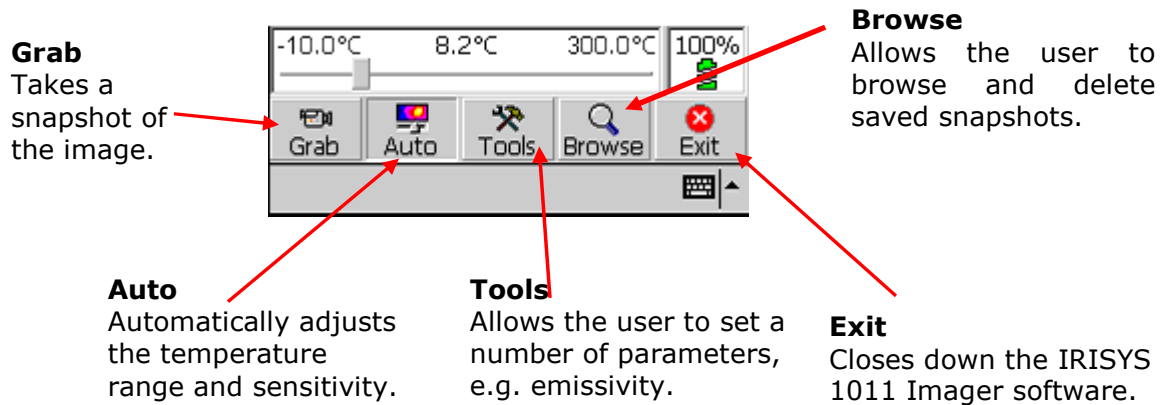 Grab
Takes a
snapshot of
the image.
-10.0°C 8.2°C 300.0°C 100%
Grab Auto Tools Browse Exit
Browse
Allows the user to
browse and delete
saved snapshots.
Auto
Automatically adjusts
the temperature
range and sensitivity.
Tools
Allows the user to set a
number of parameters,
e.g. emissivity.
Exit
Closes down the IRISYS
1011 Imager software.